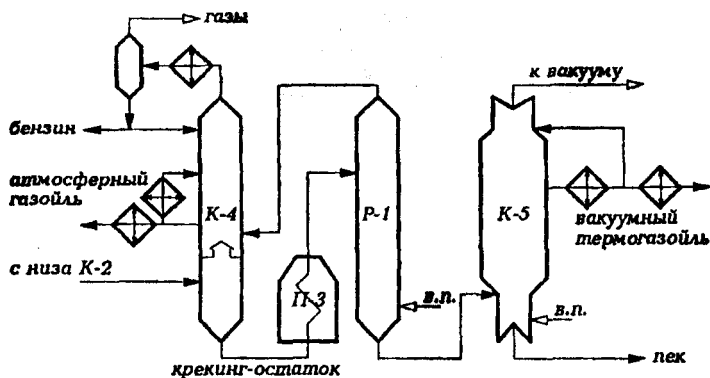 газы
бензин
атмосферный
газойль
К-4
с низа К-2
П-3
крекинг-остаток
Р-1
в.п.
к вакууму
К-5
вакуумный
термогазойль
в.п.
пек